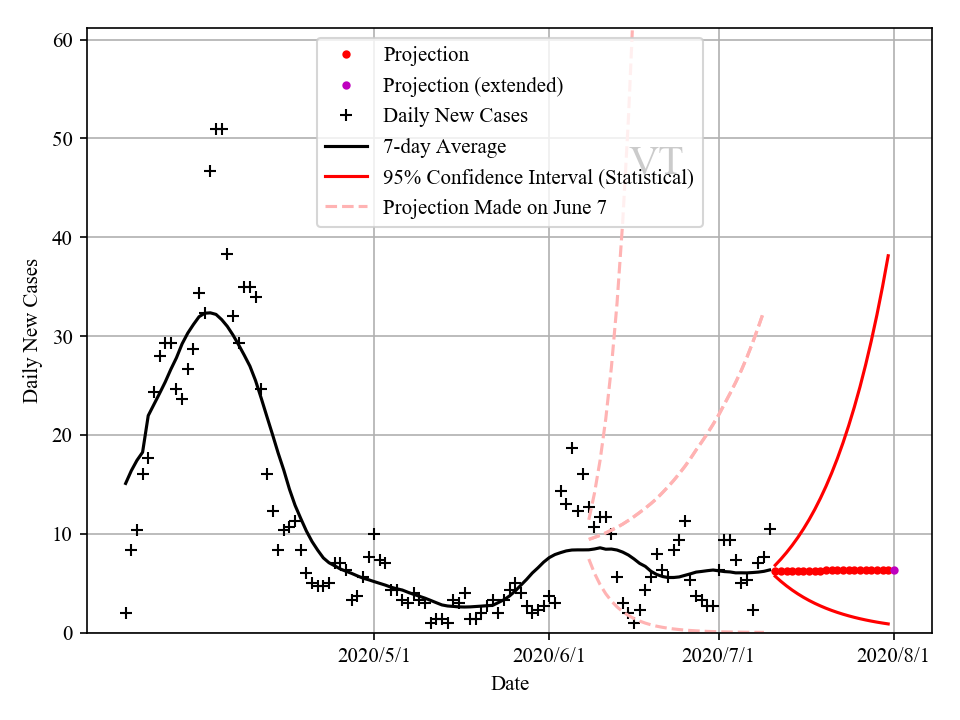 60
50
40
30
20
10
0
Daily New Cases
Projection
Projection (extended)
Daily New Cases
7-day Average
95% Confidence Interval (Statistical)
Projection Made on June 7
VT
2020/5/1
2020/6/1
2020/7/1
2020/8/1
Date